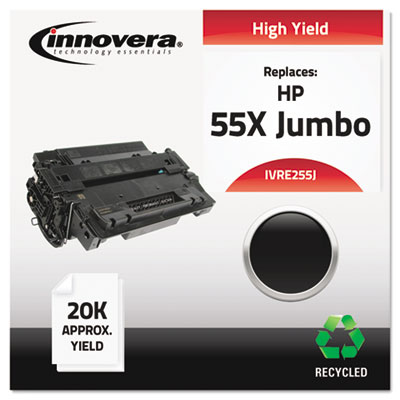 innovera
technology essentials
High Yield
Replaces:
HP
55X Jumbo
IVRE255J
20K
APPROX.
YIELD
RECYCLED